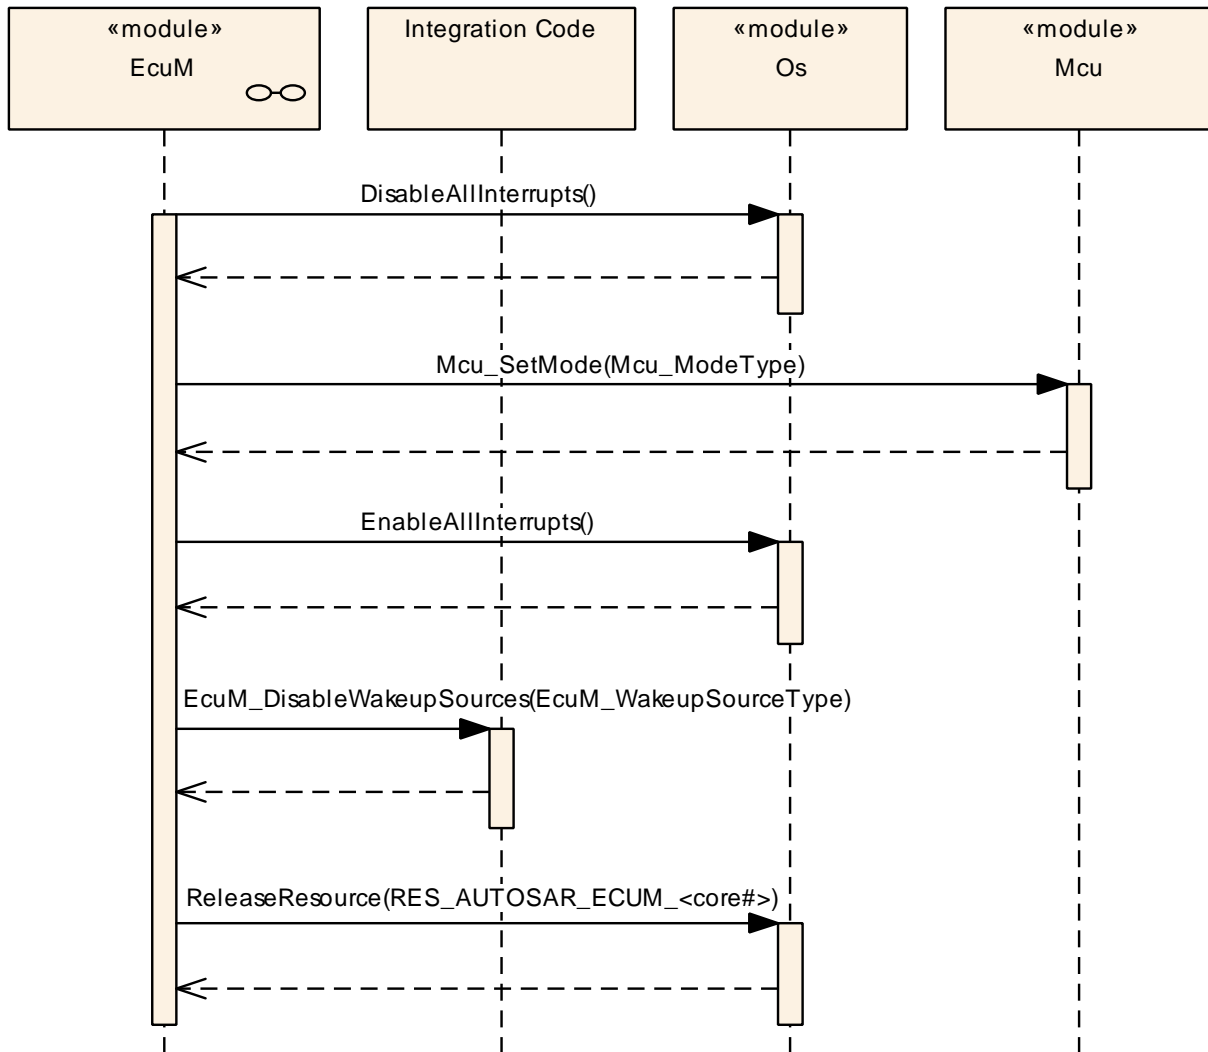 «module»
EcuM
Integration Code
«module»
Os
«module»
Mcu
DisableAllInterrupts()
Mcu_SetMode(Mcu_ModeType)
EnableAllInterrupts()
EcuM_DisableWakeupSources(EcuM_WakeupSourceType)
ReleaseResource(RES_AUTOSAR_ECUM_<core#>)